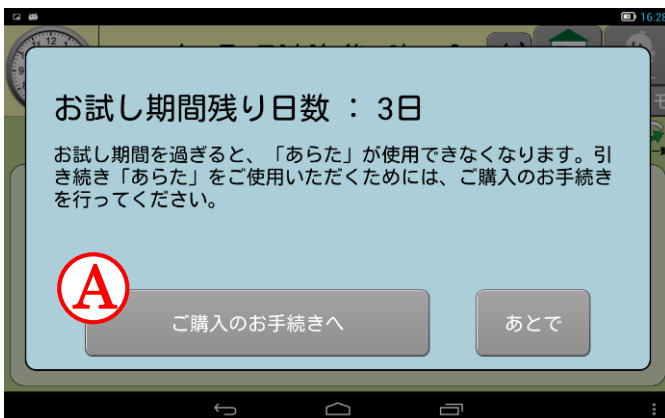 16:28
12
お試し期間残り日数 ： 3日
お試し期間を過ぎると、「あらた」が使用できなくなります。引
き続き「あらた」をご使用いただくためには、ご購入のお手続き
を行ってください。
A
ご購入のお手続きへ
あとで